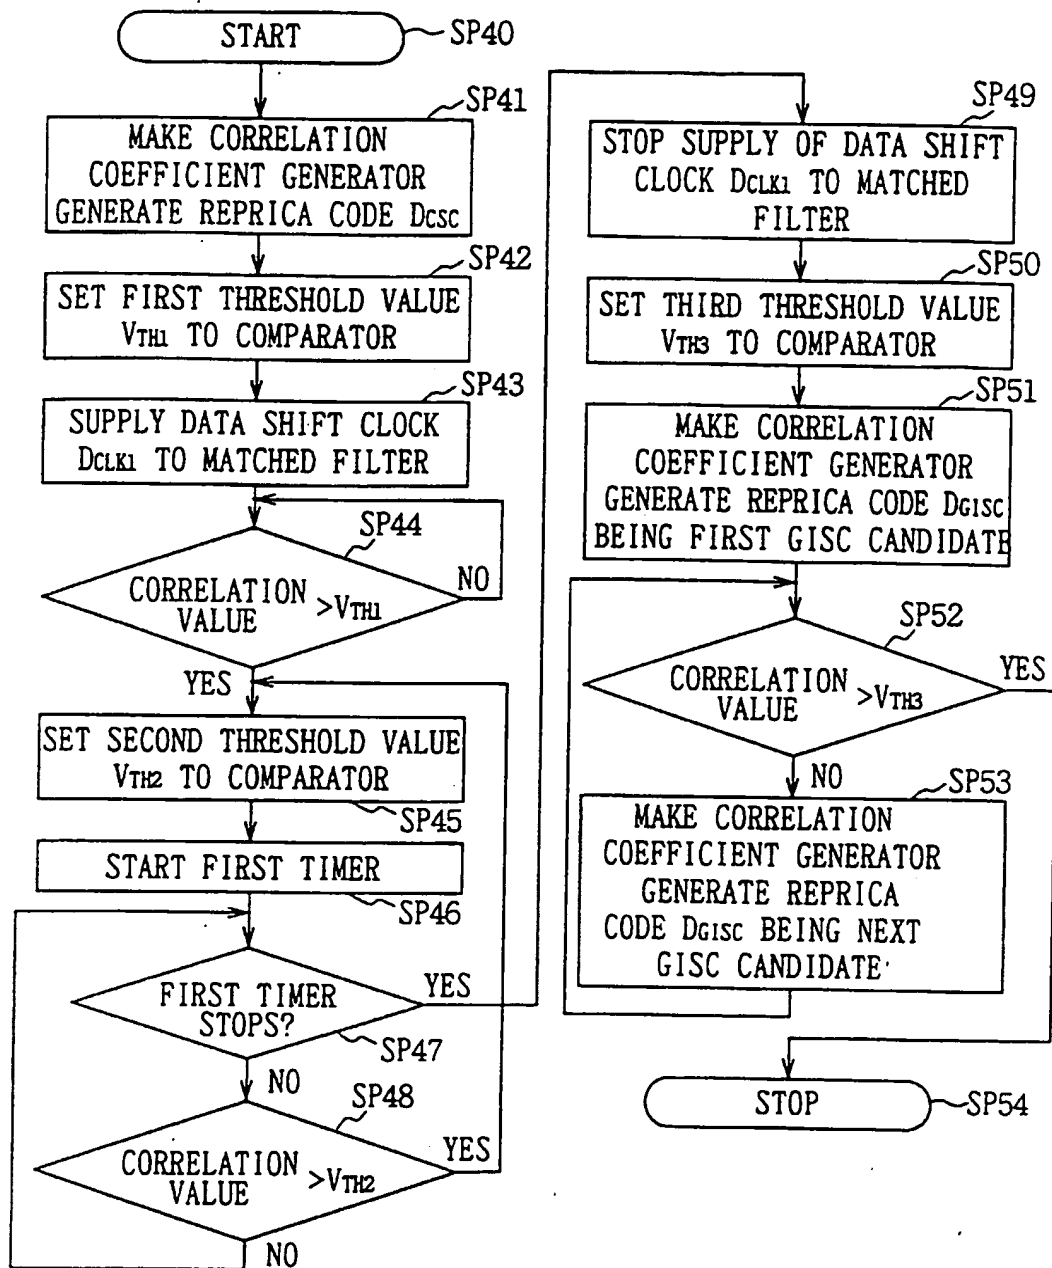 START
SP40
SP41
MAKE CORRELATION
COEFFICIENT GENERATOR
GENERATE REPRICA CODE DCSC
SP42
SET FIRST THRESHOLD VALUE
VTH1 TO COMPARATOR
SP43
SUPPLY DATA SHIFT CLOCK
DCLK1 TO MATCHED FILTER
SP44
CORRELATION
VALUE >VTH1
NO
YES
SET SECOND THRESHOLD VALUE
VTH2 TO COMPARATOR
SP45
START FIRST TIMER
SP46
FIRST TIMER
STOPS?
YES
SP47
NO
SP48
CORRELATION
VALUE >VTH2
YES
NO
SP49
STOP SUPPLY OF DATA SHIFT
CLOCK DCLK1 TO MATCHED
FILTER
SP50
SET THIRD THRESHOLD VALUE
VTH3 TO COMPARATOR
SP51
MAKE CORRELATION
COEFFICIENT GENERATOR
GENERATE REPRICA CODE DGISC
BEING FIRST GISC CANDIDATE
SP52
CORRELATION
VALUE >VTH3
YES
NO
SP53
MAKE CORRELATION
COEFFICIENT GENERATOR
GENERATE REPRICA
CODE DGISC BEING NEXT
GISC CANDIDATE
STOP
SP54